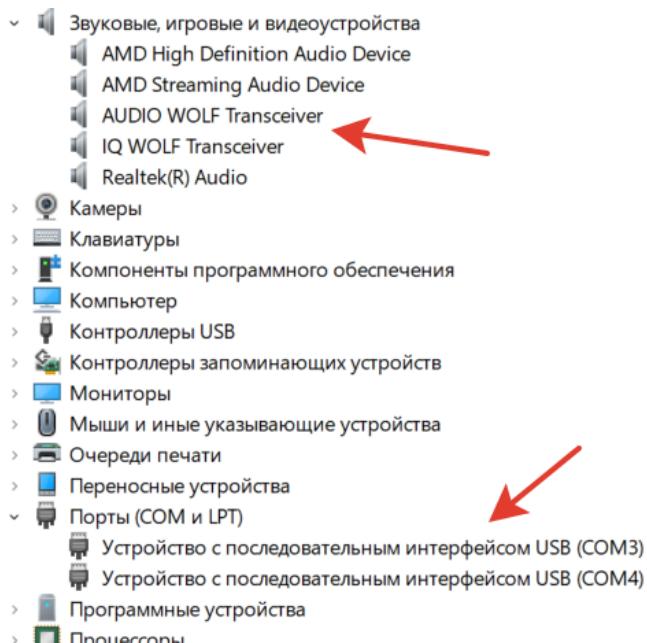 Звуковые, игровые и видеоустройства
AMD High Definition Audio Device
AMD Streaming Audio Device
AUDIO WOLF Transceiver
IQ WOLF Transceiver
Realtek(R) Audio
Камеры
Клавиатуры
Компоненты программного обеспечения
Компьютер
Контроллеры USB
Контроллеры запоминающих устройств
Мониторы
Мыши и иные указывающие устройства
Очереди печати
Переносные устройства
Порты (COM и LPT)
Устройство с последовательным интерфейсом USB (COM3)
Устройство с последовательным интерфейсом USB (COM4)
Программные устройства
Процессоры